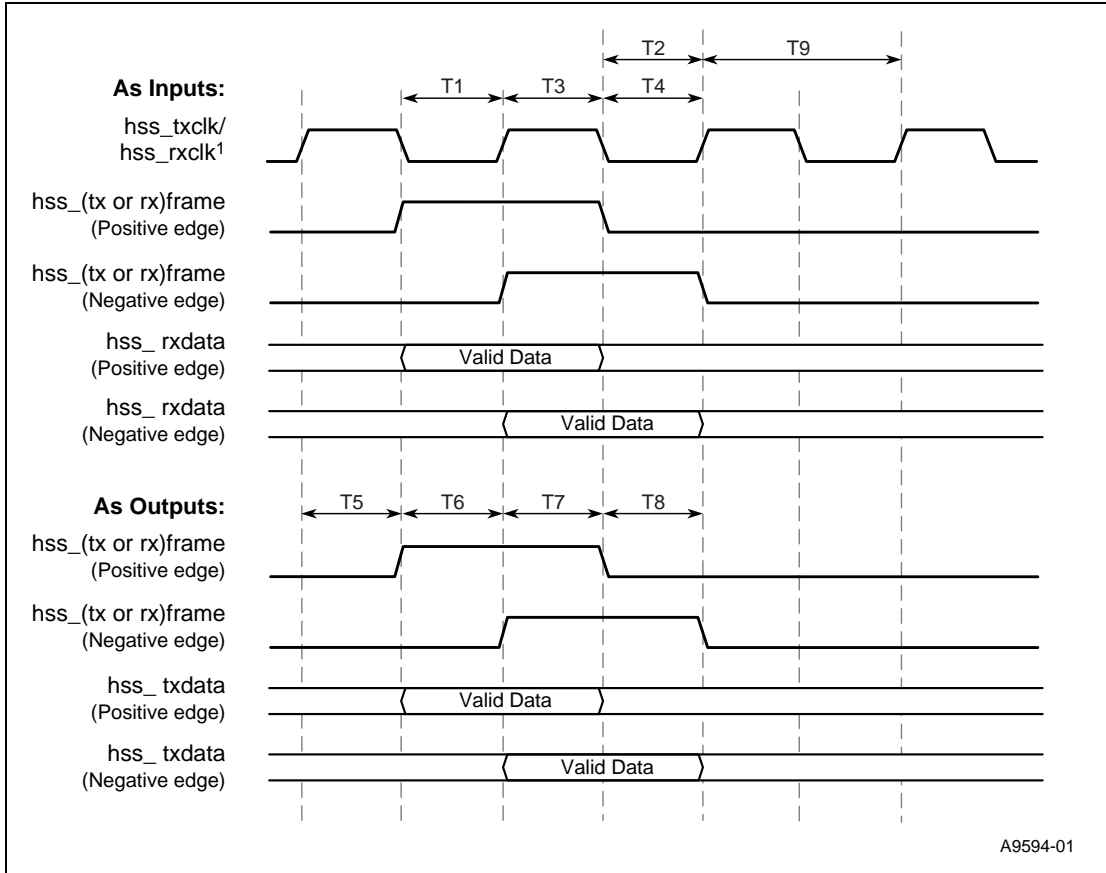 T2 T9
As Inputs: T1 T3 T4
hss_txclk/
hss_rxclk1
hss_(tx or rx)frame
(Positive edge)
hss_(tx or rx)frame
(Negative edge)
hss_ rxdata
(Positive edge)
Valid Data
hss_ rxdata
(Negative edge)
Valid Data
As Outputs: T5 T6 T7 T8
hss_(tx or rx)frame
(Positive edge)
hss_(tx or rx)frame
(Negative edge)
hss_ txdata
(Positive edge)
Valid Data
hss_ txdata
(Negative edge)
Valid Data
A9594-01